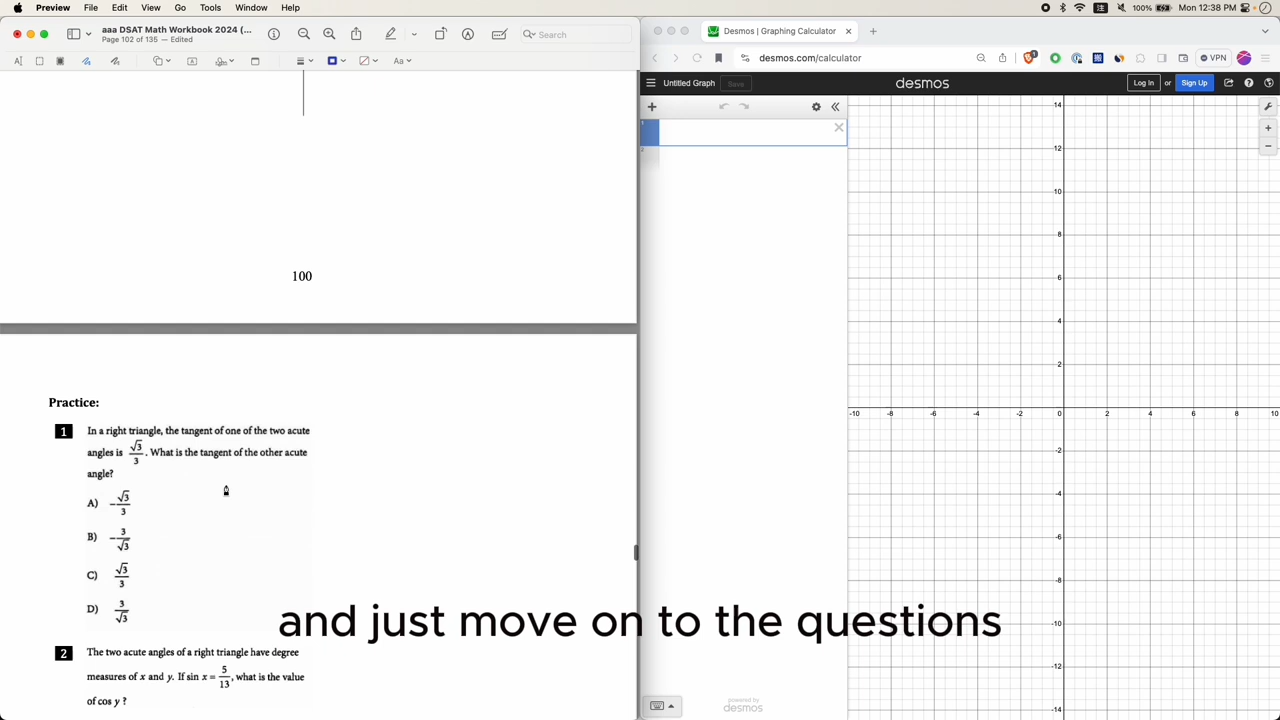 Preview File Edit View Go Tools Window Help
100% Mon 12:38 PM
aaa DSAT Math Workbook 2024 (...
Page 102 of 135 — Edited
Search
Desmos | Graphing Calculator
desmos.com/calculator
VPN
Untitled Graph Save
desmos
Log In or Sign Up
1
2
14
12
10
8
6
4
2
-10 -8 -6 -4 -2 0 2 4 6 8 10
-2
-4
-6
-8
-10
-12
-14
powered by
desmos
100
Practice:
1 In a right triangle, the tangent of one of the two acute
angles is √3/3. What is the tangent of the other acute
angle?
A) -√3/3
B) -3/√3
C) √3/3
D) 3/√3
and just move on to the questions
2 The two acute angles of a right triangle have degree
measures of x and y. If sin x = 5/13, what is the value
of cos y ?